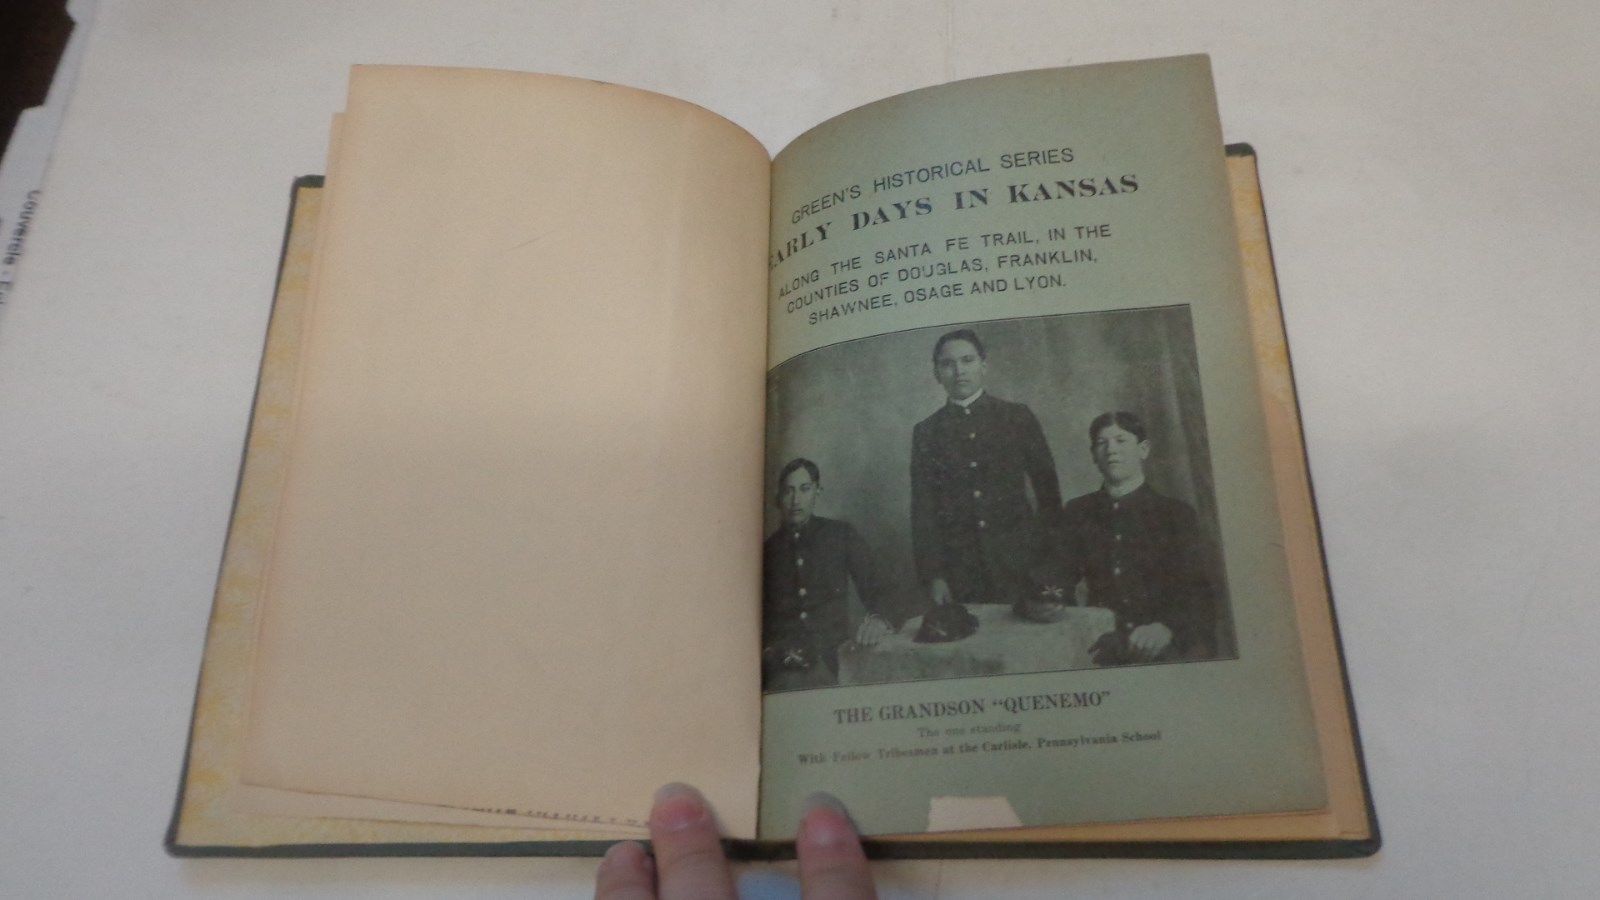 GREEN'S HISTORICAL SERIES
EARLY DAYS IN KANSAS
ALONG THE SANTA FE TRAIL, IN THE
COUNTIES OF DOUGLAS, FRANKLIN,
SHAWNEE, OSAGE AND LYON.
THE GRANDSON "QUENEMO"
The one standing
With Fellow Tribesmen at the Carlisle, Pennsylvania School